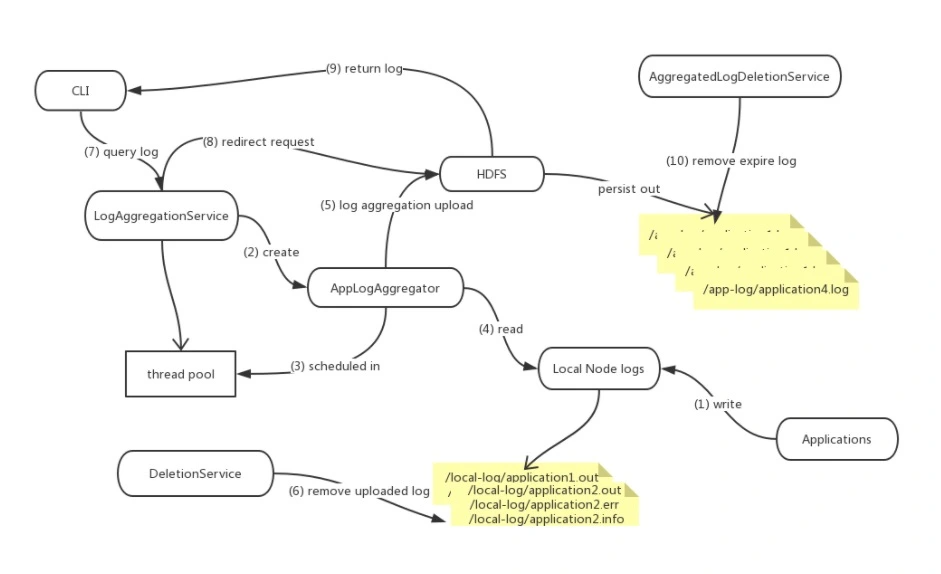 (9) return log
AggregatedLogDeletionService
CLI
(8) redirect request
(7) query log
(10) remove expire log
HDFS
persist out
(5) log aggregation upload
LogAggregationService
(2) create
AppLogAggregator
/app-log/application4.log
(4) read
(3) scheduled in
thread pool
Local Node logs
(1) write
Applications
DeletionService
(6) remove uploaded log
/local-log/application1.out
/local-log/application2.out
/local-log/application2.err
/local-log/application2.info